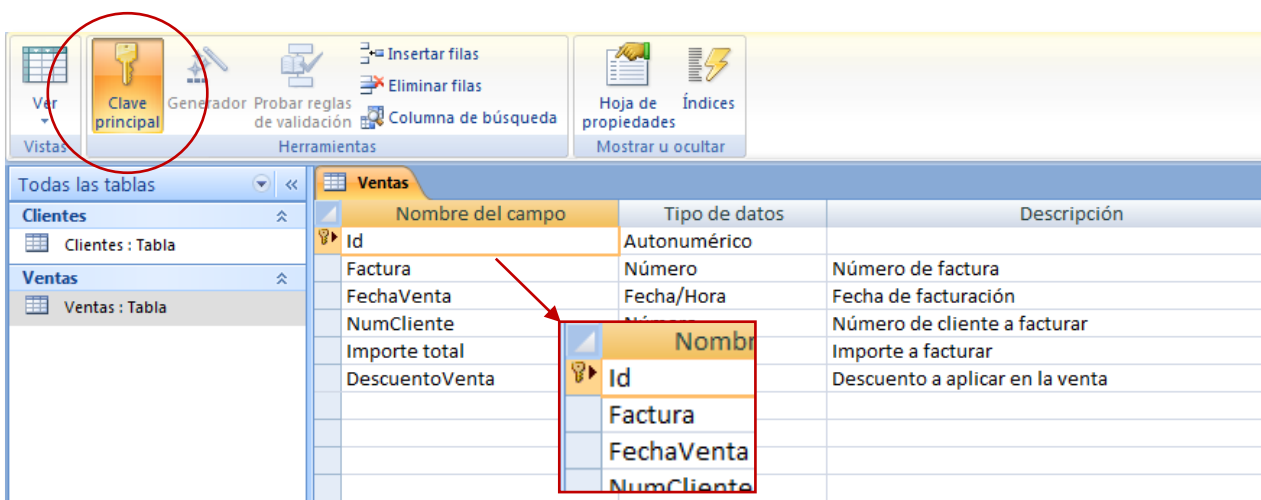 Ver
Clave
principal
Generador
Probar reglas
de validación
Insertar filas
Eliminar filas
Columna de búsqueda
Hoja de
propiedades
Índices
Vistas
Herramientas
Mostrar u ocultar
Todas las tablas
Clientes
Clientes : Tabla
Ventas
Ventas : Tabla
Ventas
Nombre del campo Tipo de datos Descripción
Id Autonumérico
Factura Número Número de factura
FechaVenta Fecha/Hora Fecha de facturación
NumCliente Número Número de cliente a facturar
Importe total Importe a facturar
DescuentoVenta Descuento a aplicar en la venta
Nombr
Id
Factura
FechaVenta
NumCliente